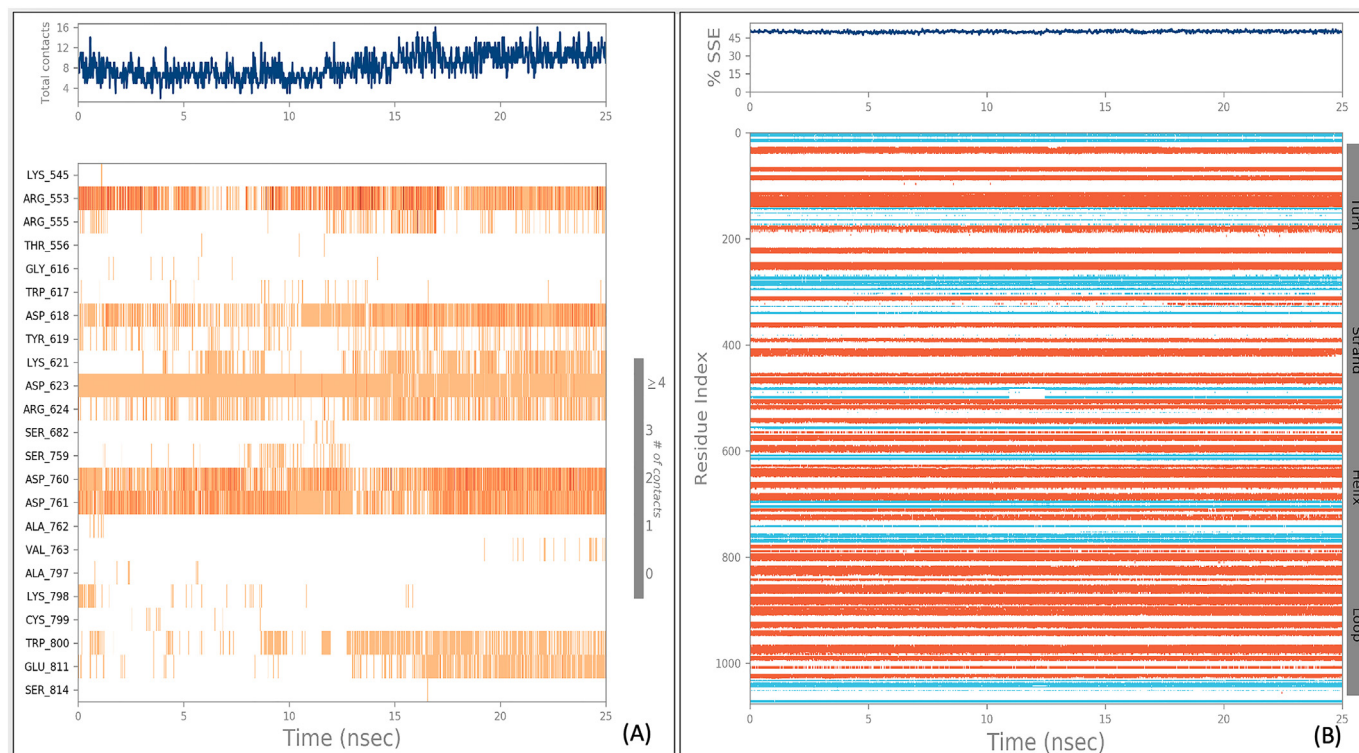 Total contacts
16
12
8
4
0
5
10
15
20
25
LYS_545
ARG_553
ARG_555
THR_556
GLY_616
TRP_617
ASP_618
TYR_619
LYS_621
ASP_623
ARG_624
SER_682
SER_759
ASP_760
ASP_761
ALA_762
VAL_763
ALA_797
LYS_798
CYS_799
TRP_800
GLU_811
SER_814
≥ 4
3
2
1
0
# of contacts
0
5
10
15
20
25
Time (nsec)
(A)
% SSE
45
30
15
0
0
5
10
15
20
25
Residue Index
0
200
400
600
800
1000
Turn
Strand
Helix
Loop
0
5
10
15
20
25
Time (nsec)
(B)